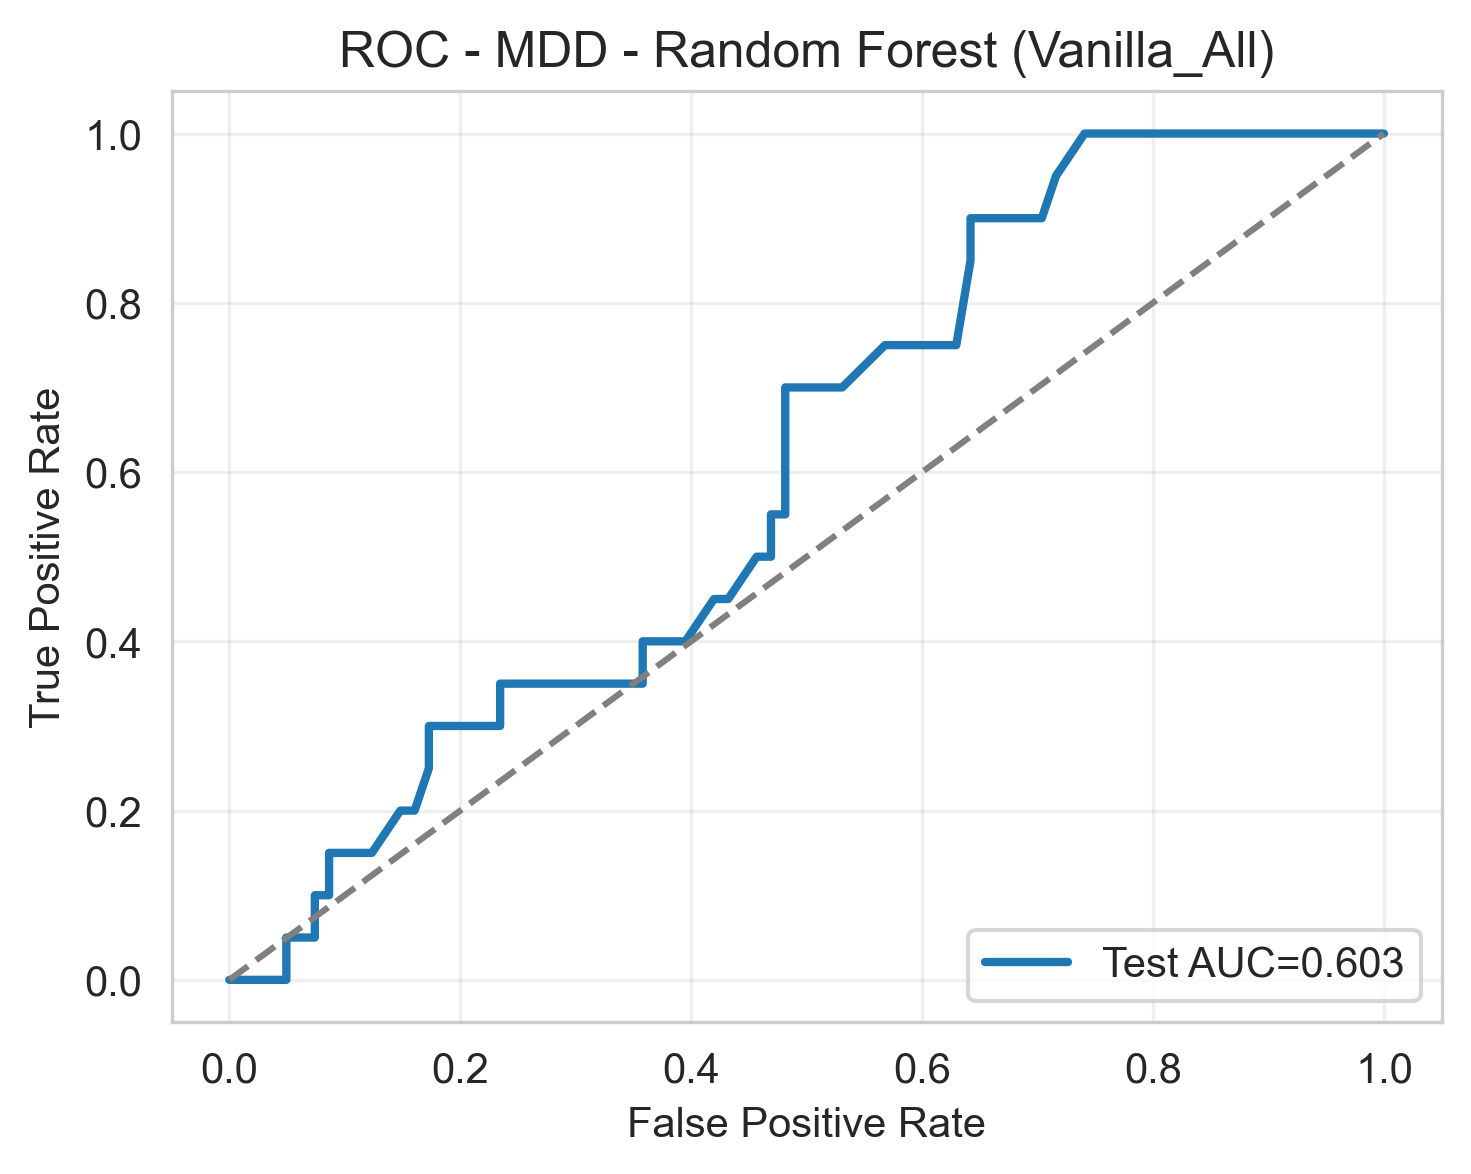 ROC - MDD - Random Forest (Vanilla_All)
1.0
0.8
0.6
0.4
0.2
0.0
True Positive Rate
Test AUC=0.603
0.0 0.2 0.4 0.6 0.8 1.0
False Positive Rate